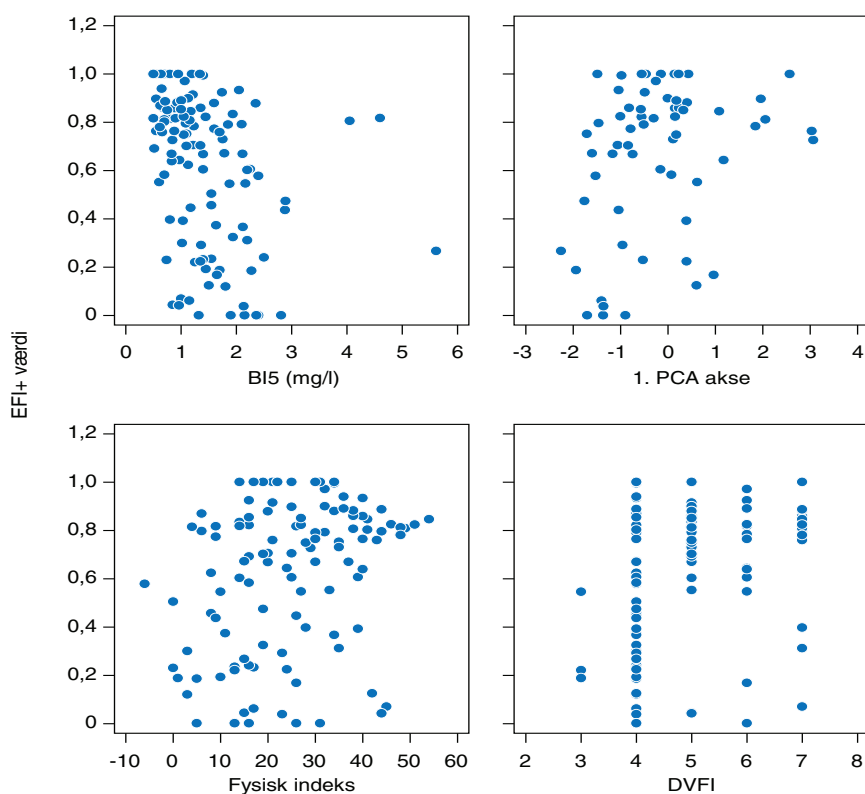 EFI+ værdi
1,2
1,0
0,8
0,6
0,4
0,2
0
0 1 2 3 4 5 6
BI5 (mg/l)
-3 -2 -1 0 1 2 3 4
1. PCA akse
1,2
1,0
0,8
0,6
0,4
0,2
0
-10 0 10 20 30 40 50 60
Fysisk indeks
2 3 4 5 6 7 8
DVFI